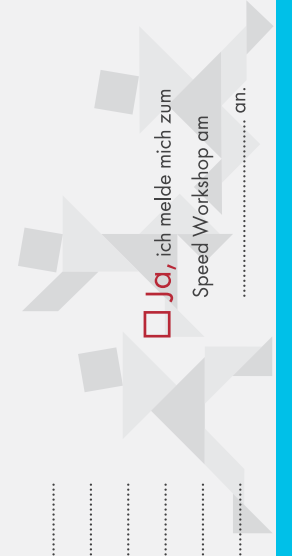 Ja, ich melde mich zum
Speed Workshop am
........................................ an.